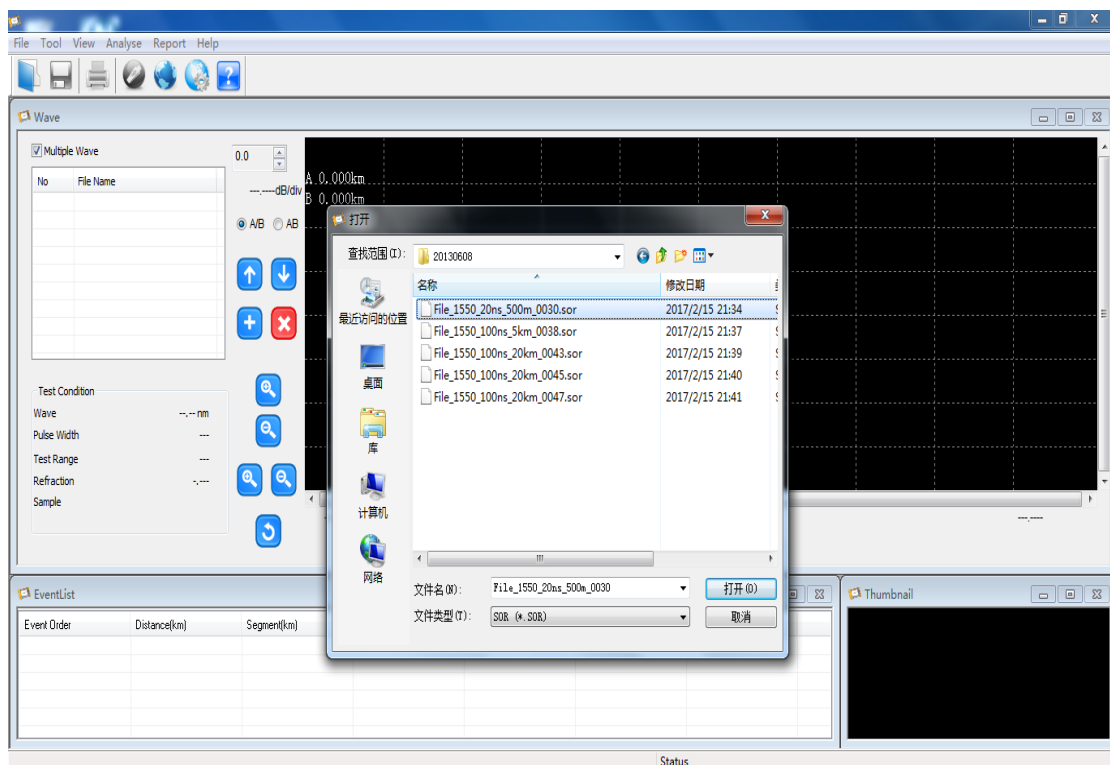 File Tool View Analyse Report Help
Wave
Multiple Wave
No File Name
0.0
---.----dB/div
A/B AB
A 0.000km
B 0.000km
Test Condition
Wave --.-- nm
Pulse Width ---
Test Range ---
Refraction -.---
Sample
---.----
打开
查找范围(I): 20130608
最近访问的位置
桌面
库
计算机
网络
名称 修改日期
File_1550_20ns_500m_0030.sor 2017/2/15 21:34
File_1550_100ns_5km_0038.sor 2017/2/15 21:37
File_1550_100ns_20km_0043.sor 2017/2/15 21:39
File_1550_100ns_20km_0045.sor 2017/2/15 21:40
File_1550_100ns_20km_0047.sor 2017/2/15 21:41
文件名(N): File_1550_20ns_500m_0030 打开(O)
文件类型(T): SOR (*.SOR) 取消
EventList
Event Order Distance(km) Segment(km)
Thumbnail
Status